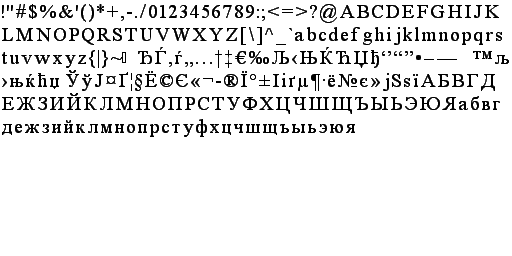 !"#$%&'()*+,-./0123456789:;<=>?@ABCDEFGHIJK
LMNOPQRSTUVWXYZ[\]^_`abcdefghijklmnopqrs
tuvwxyz{|}~▯ ЂЃ‚ѓ„…†‡€‰Љ‹ЊЌЋЏђ‘’“”•–— ™љ
›њќћџ ЎўЈ¤Ґ¦§Ё©Є«¬-®Ї°±Ііґµ¶·ё№є»јЅѕїАБВГД
ЕЖЗИЙКЛМНОПРСТУФХЦЧШЩЪЫЬЭЮЯабвг
дежзийклмнопрстуфхцчшщъыьэюя